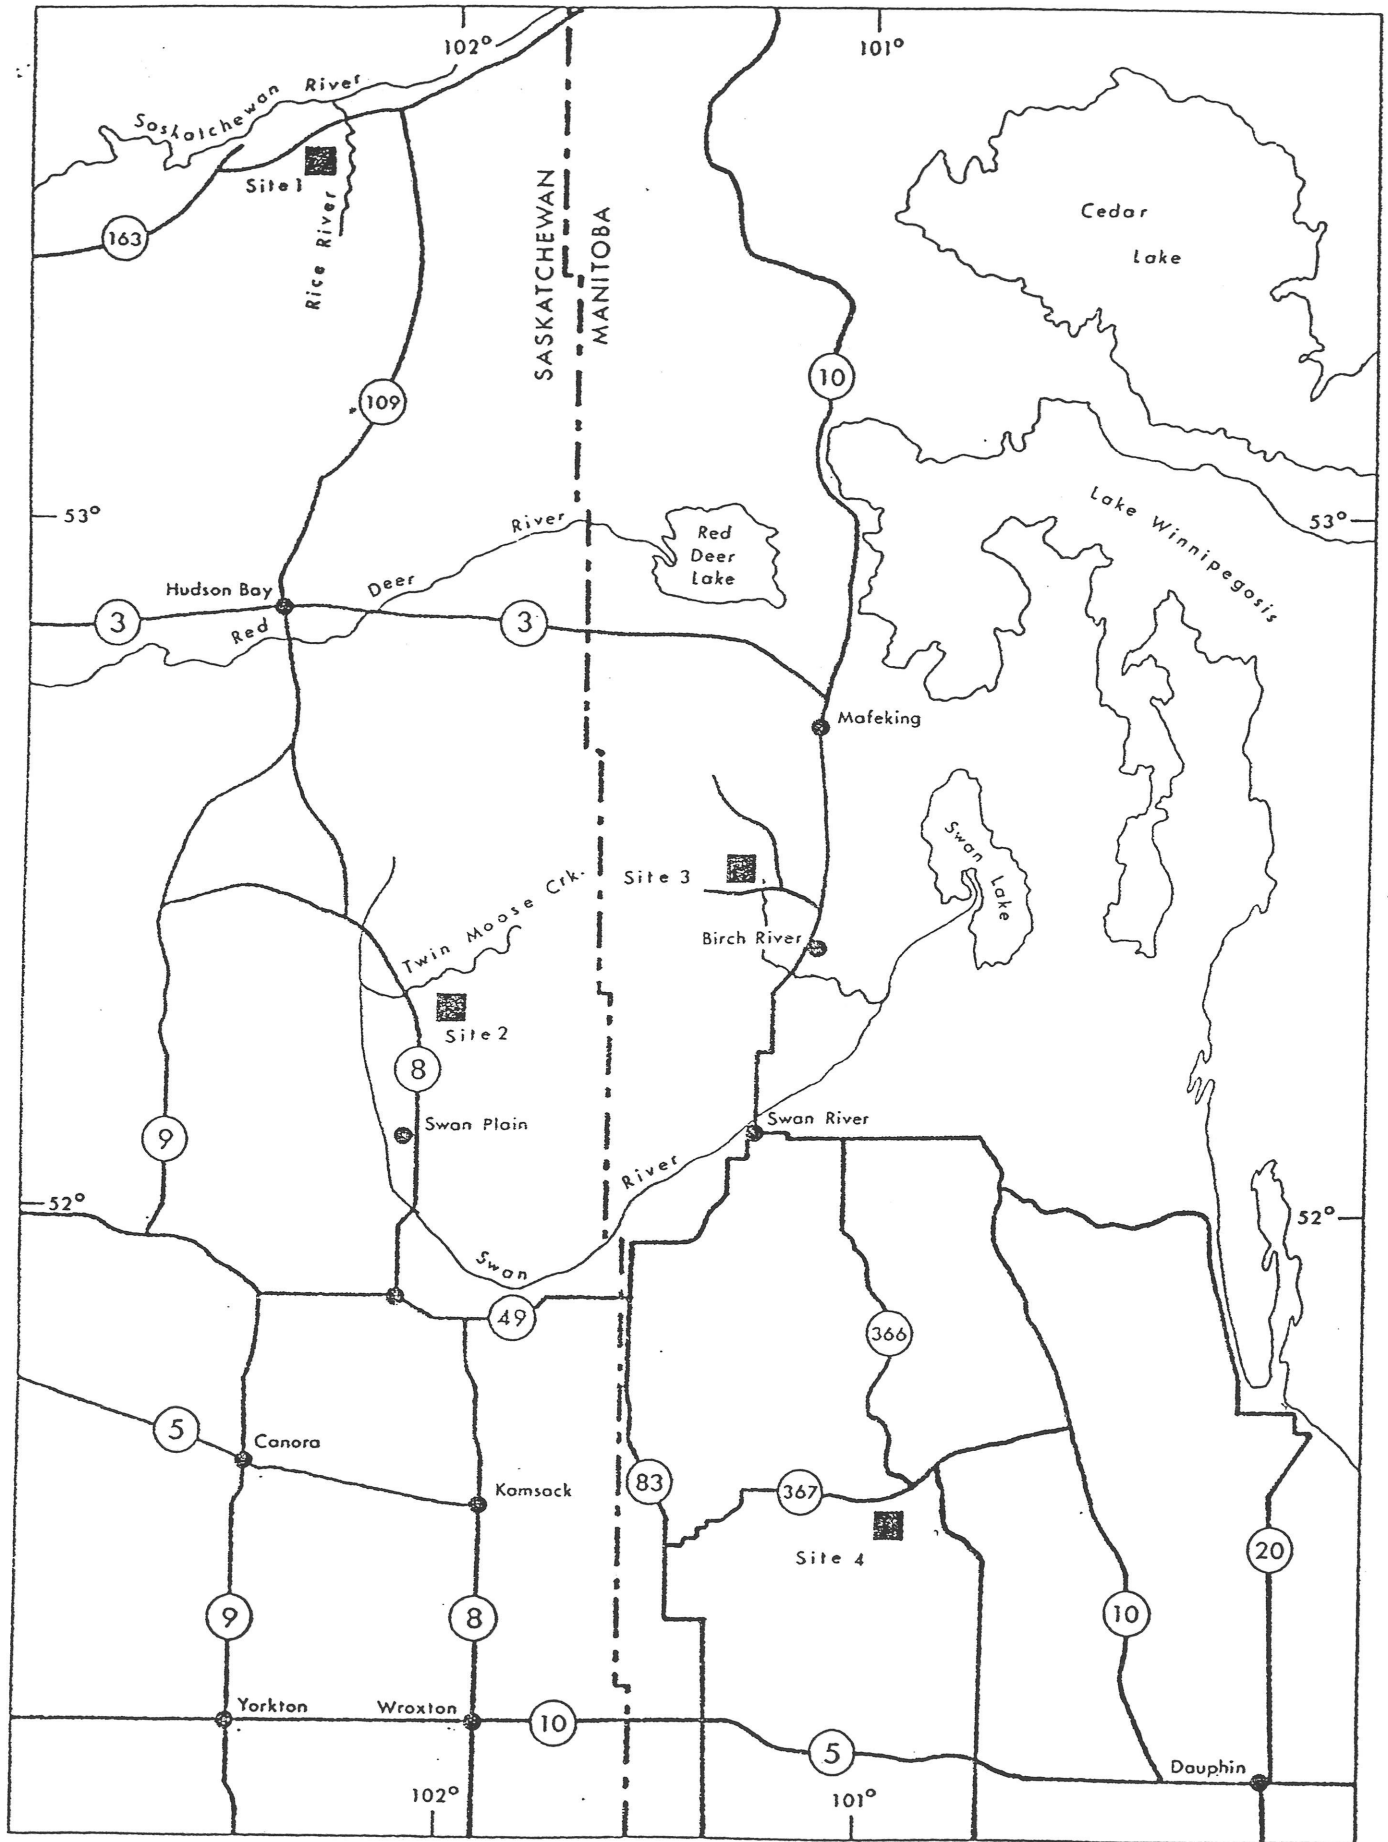 102°
101°
Saskatchewan River
Site 1
163
Rice River
SASKATCHEWAN
MANITOBA
Cedar
Lake
10
109
53°
53°
River
Red
Deer
Lake
Lake Winnipegosis
Hudson Bay
Deer
3
Red
3
Mafeking
Swan
Lake
Site 3
Twin Moose Crk.
Birch River
Site 2
8
Swan Plain
Swan River
9
River
52°
52°
Swan
49
366
5
Canora
Kamsack
83
367
Site 4
20
9
8
10
Yorkton
Wroxton
10
5
Dauphin
102°
101°